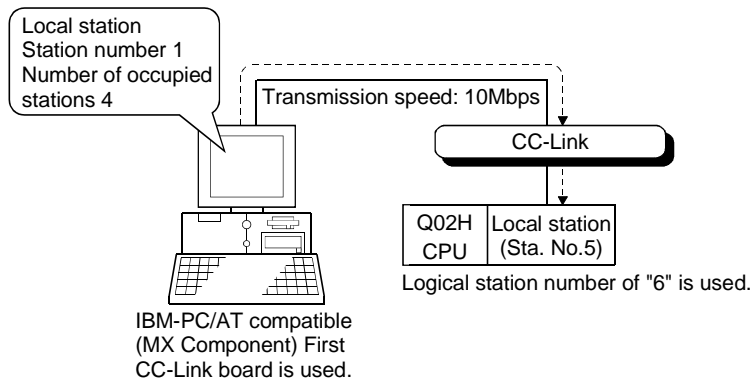 Local station
Station number 1
Number of occupied
stations 4
Transmission speed: 10Mbps
CC-Link
Q02H
CPU
Local station
(Sta. No.5)
Logical station number of "6" is used.
IBM-PC/AT compatible
(MX Component) First
CC-Link board is used.